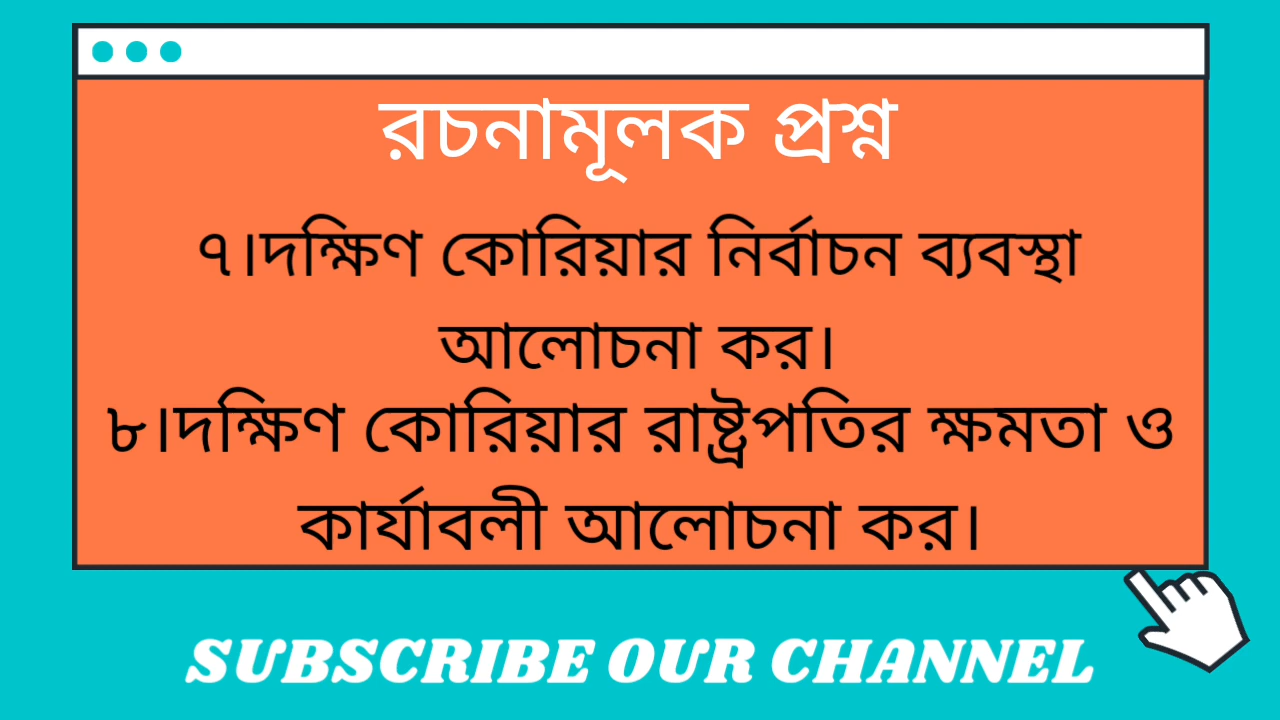 রচনামূলক প্রশ্ন
৭।দক্ষিণ কোরিয়ার নির্বাচন ব্যবস্থা
আলোচনা কর।
৮।দক্ষিণ কোরিয়ার রাষ্ট্রপতির ক্ষমতা ও
কার্যাবলী আলোচনা কর।
SUBSCRIBE OUR CHANNEL